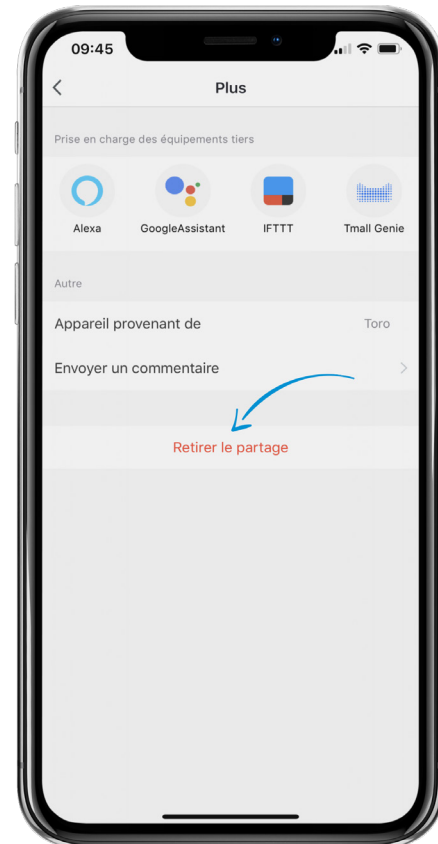 09:45
Plus
Prise en charge des équipements tiers
Alexa GoogleAssistant IFTTT Tmall Genie
Autre
Appareil provenant de Toro
Envoyer un commentaire
Retirer le partage